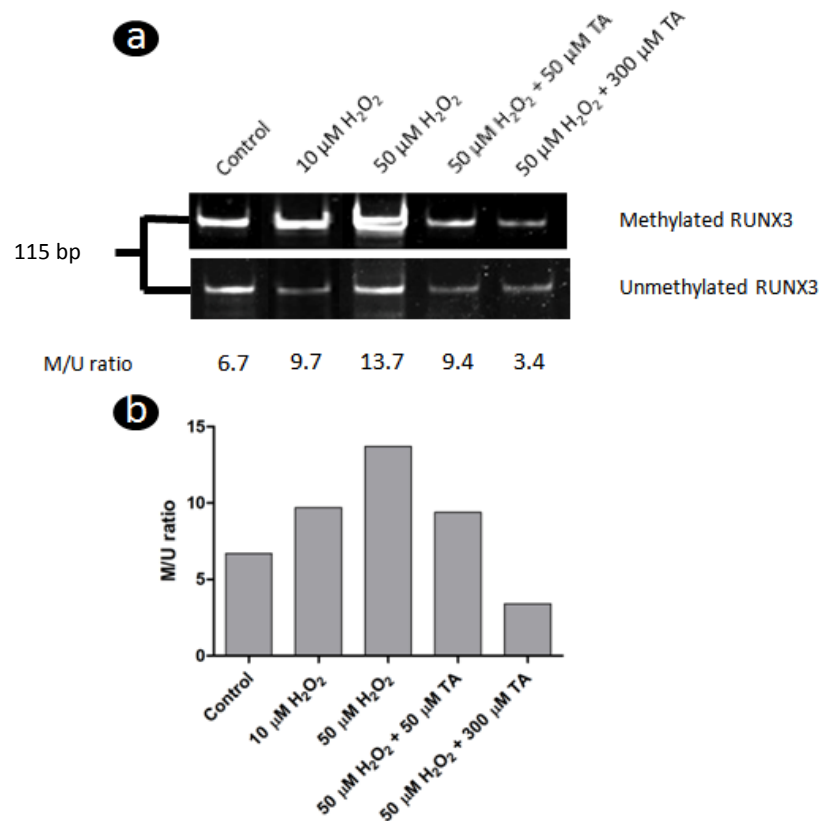 a
Control
10 µM H₂O₂
50 µM H₂O₂
50 µM H₂O₂ + 50 µM TA
50 µM H₂O₂ + 300 µM TA
115 bp
Methylated RUNX3
Unmethylated RUNX3
M/U ratio 6.7 9.7 13.7 9.4 3.4
b
M/U ratio
15
10
5
0
Control
10 µM H₂O₂
50 µM H₂O₂
50 µM H₂O₂ + 50 µM TA
50 µM H₂O₂ + 300 µM TA